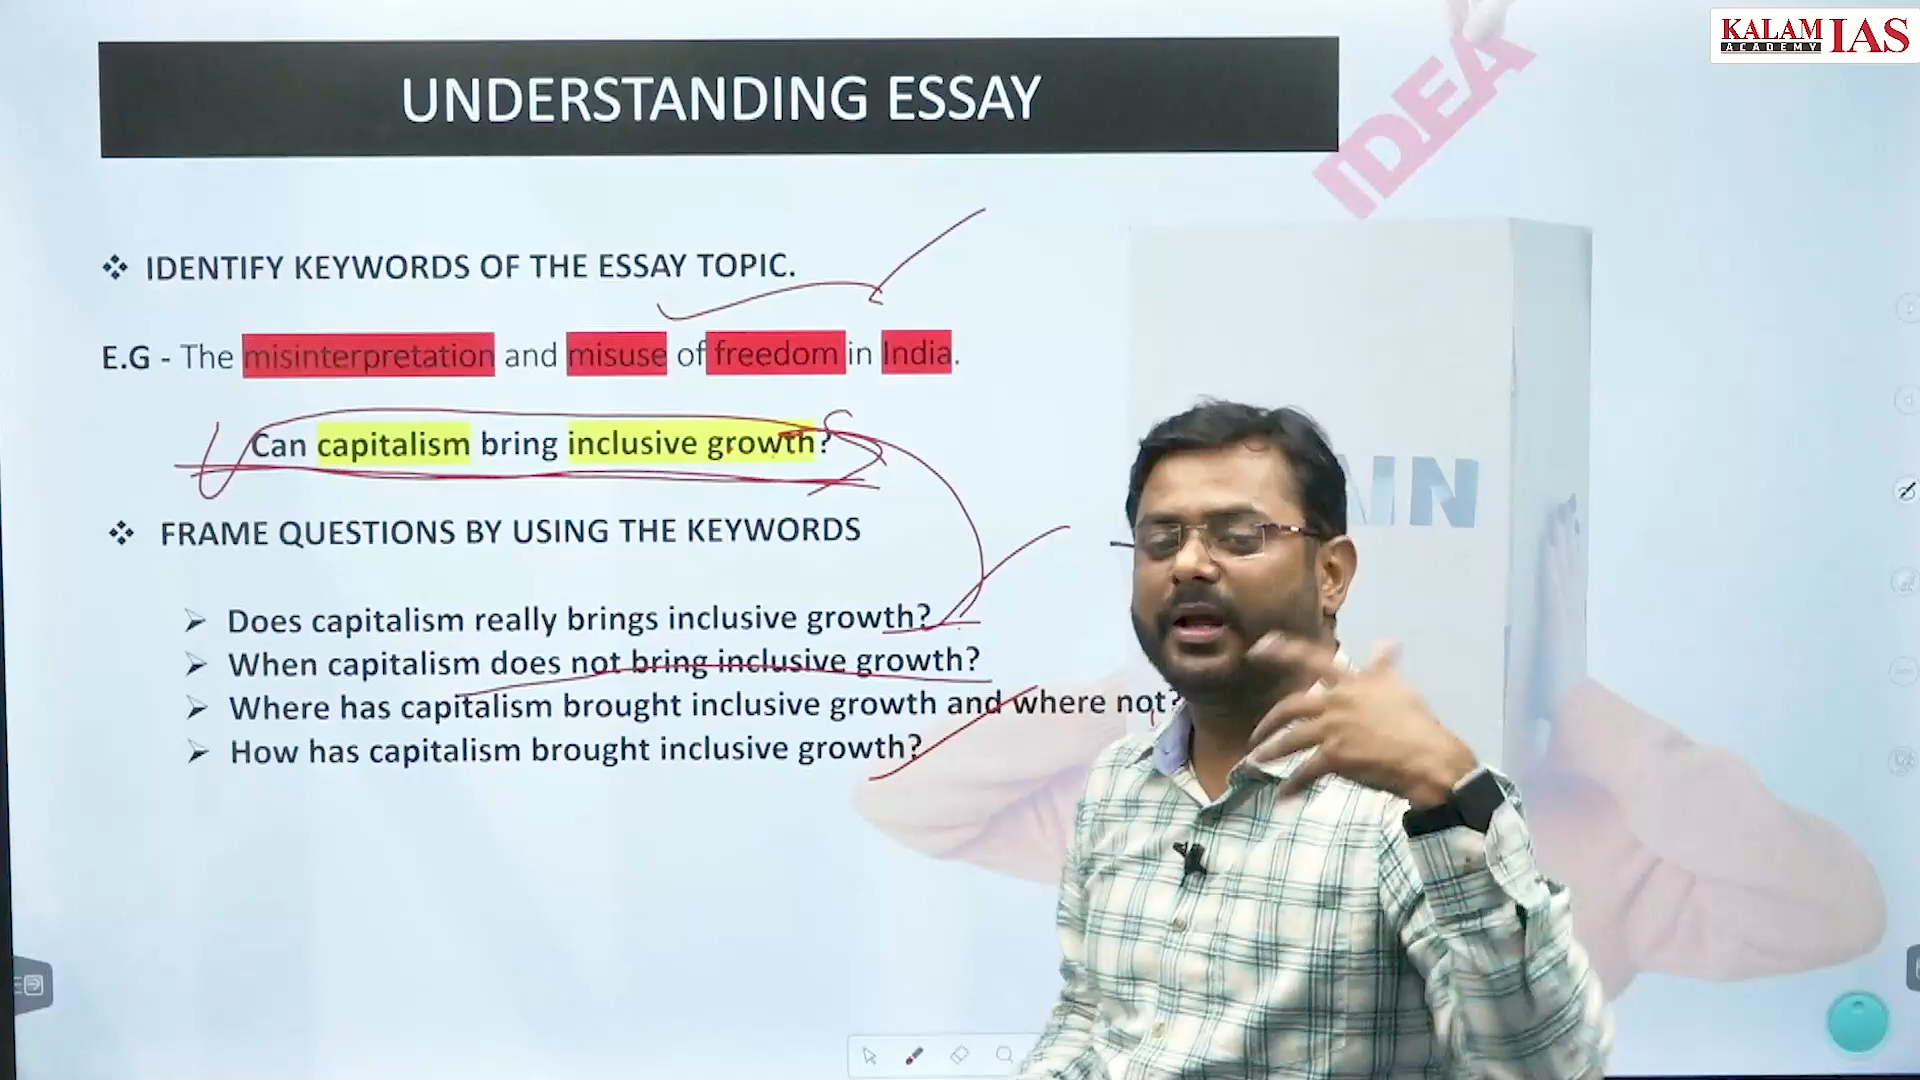 KALAM IAS
ACADEMY
UNDERSTANDING ESSAY
IDEA
❖ IDENTIFY KEYWORDS OF THE ESSAY TOPIC.
E.G - The misinterpretation and misuse of freedom in India.
Can capitalism bring inclusive growth?
❖ FRAME QUESTIONS BY USING THE KEYWORDS
➢ Does capitalism really brings inclusive growth?
➢ When capitalism does not bring inclusive growth?
➢ Where has capitalism brought inclusive growth and where not?
➢ How has capitalism brought inclusive growth?